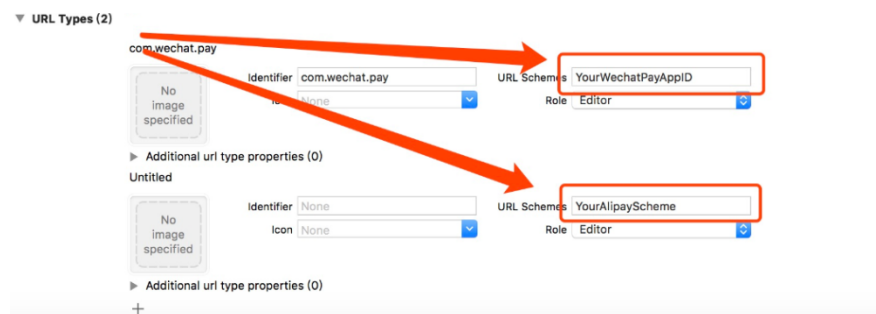 URL Types (2)
com.wechat.pay
No image specified
Identifier com.wechat.pay URL Schemes YourWechatPayAppID
None Role Editor
Additional url type properties (0)
Untitled
No image specified
Identifier None URL Schemes YourAlipayScheme
Icon None Role Editor
Additional url type properties (0)